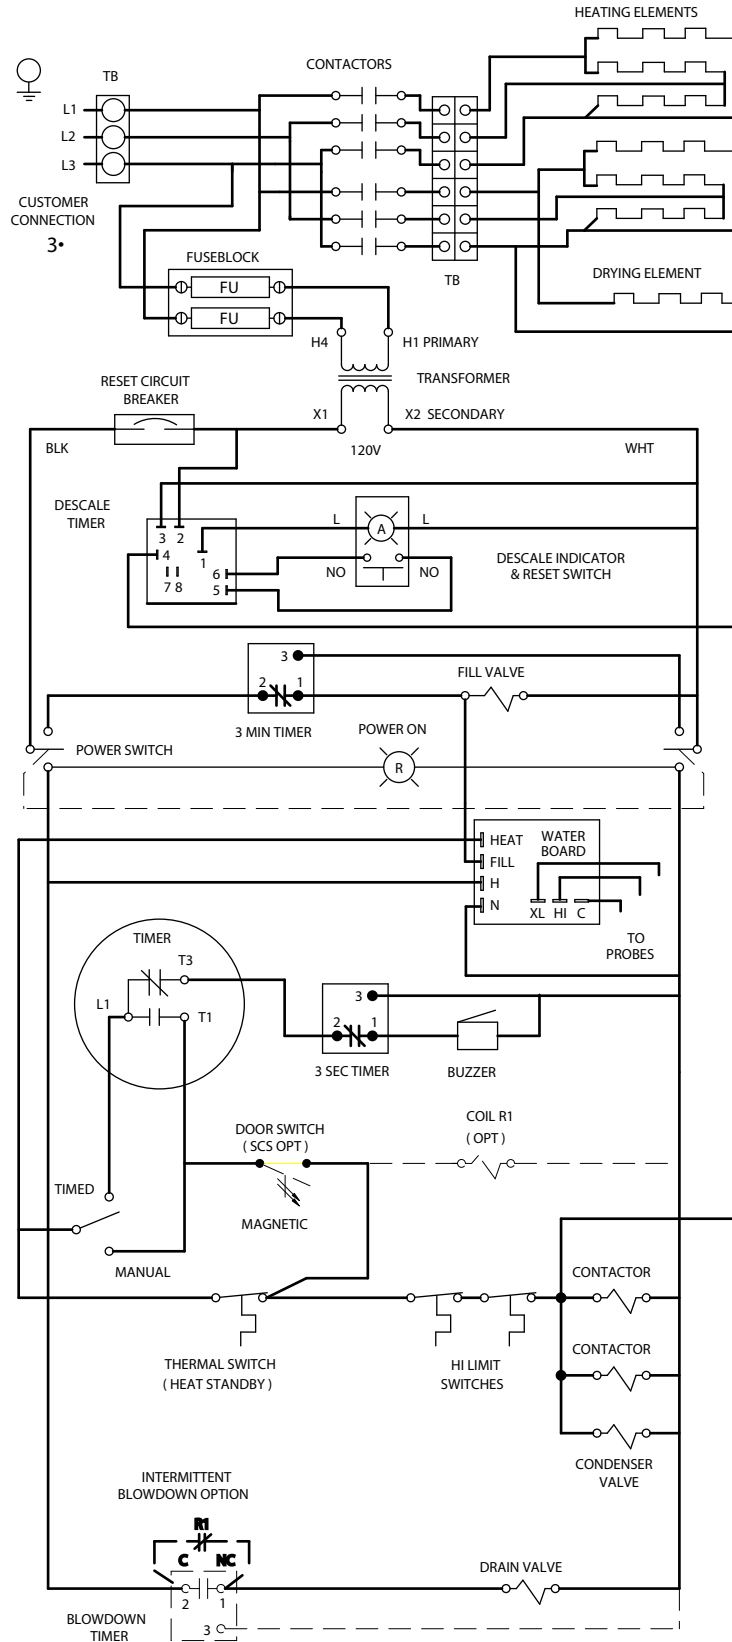 HEATING ELEMENTS
CONTACTORS
TB
L1
L2
L3
CUSTOMER
CONNECTION
3•
TB
FUSEBLOCK
FU
FU
DRYING ELEMENT
H4
H1 PRIMARY
TRANSFORMER
RESET CIRCUIT
BREAKER
X1
X2 SECONDARY
120V
BLK
WHT
DESCALE
TIMER
3 2
4
1
7 8
6
5
L
A
L
NO
NO
DESCALE INDICATOR
& RESET SWITCH
3
2
1
3 MIN TIMER
FILL VALVE
POWER SWITCH
POWER ON
R
HEAT
FILL
H
N
WATER
BOARD
XL HI C
TO
PROBES
TIMER
T3
L1
T1
3
2
1
3 SEC TIMER
BUZZER
DOOR SWITCH
( SCS OPT )
MAGNETIC
COIL R1
( OPT )
TIMED
MANUAL
THERMAL SWITCH
( HEAT STANDBY )
HI LIMIT
SWITCHES
CONTACTOR
CONTACTOR
CONDENSER
VALVE
INTERMITTENT
BLOWDOWN OPTION
R1
C NC
2 1
3
BLOWDOWN
TIMER
DRAIN VALVE